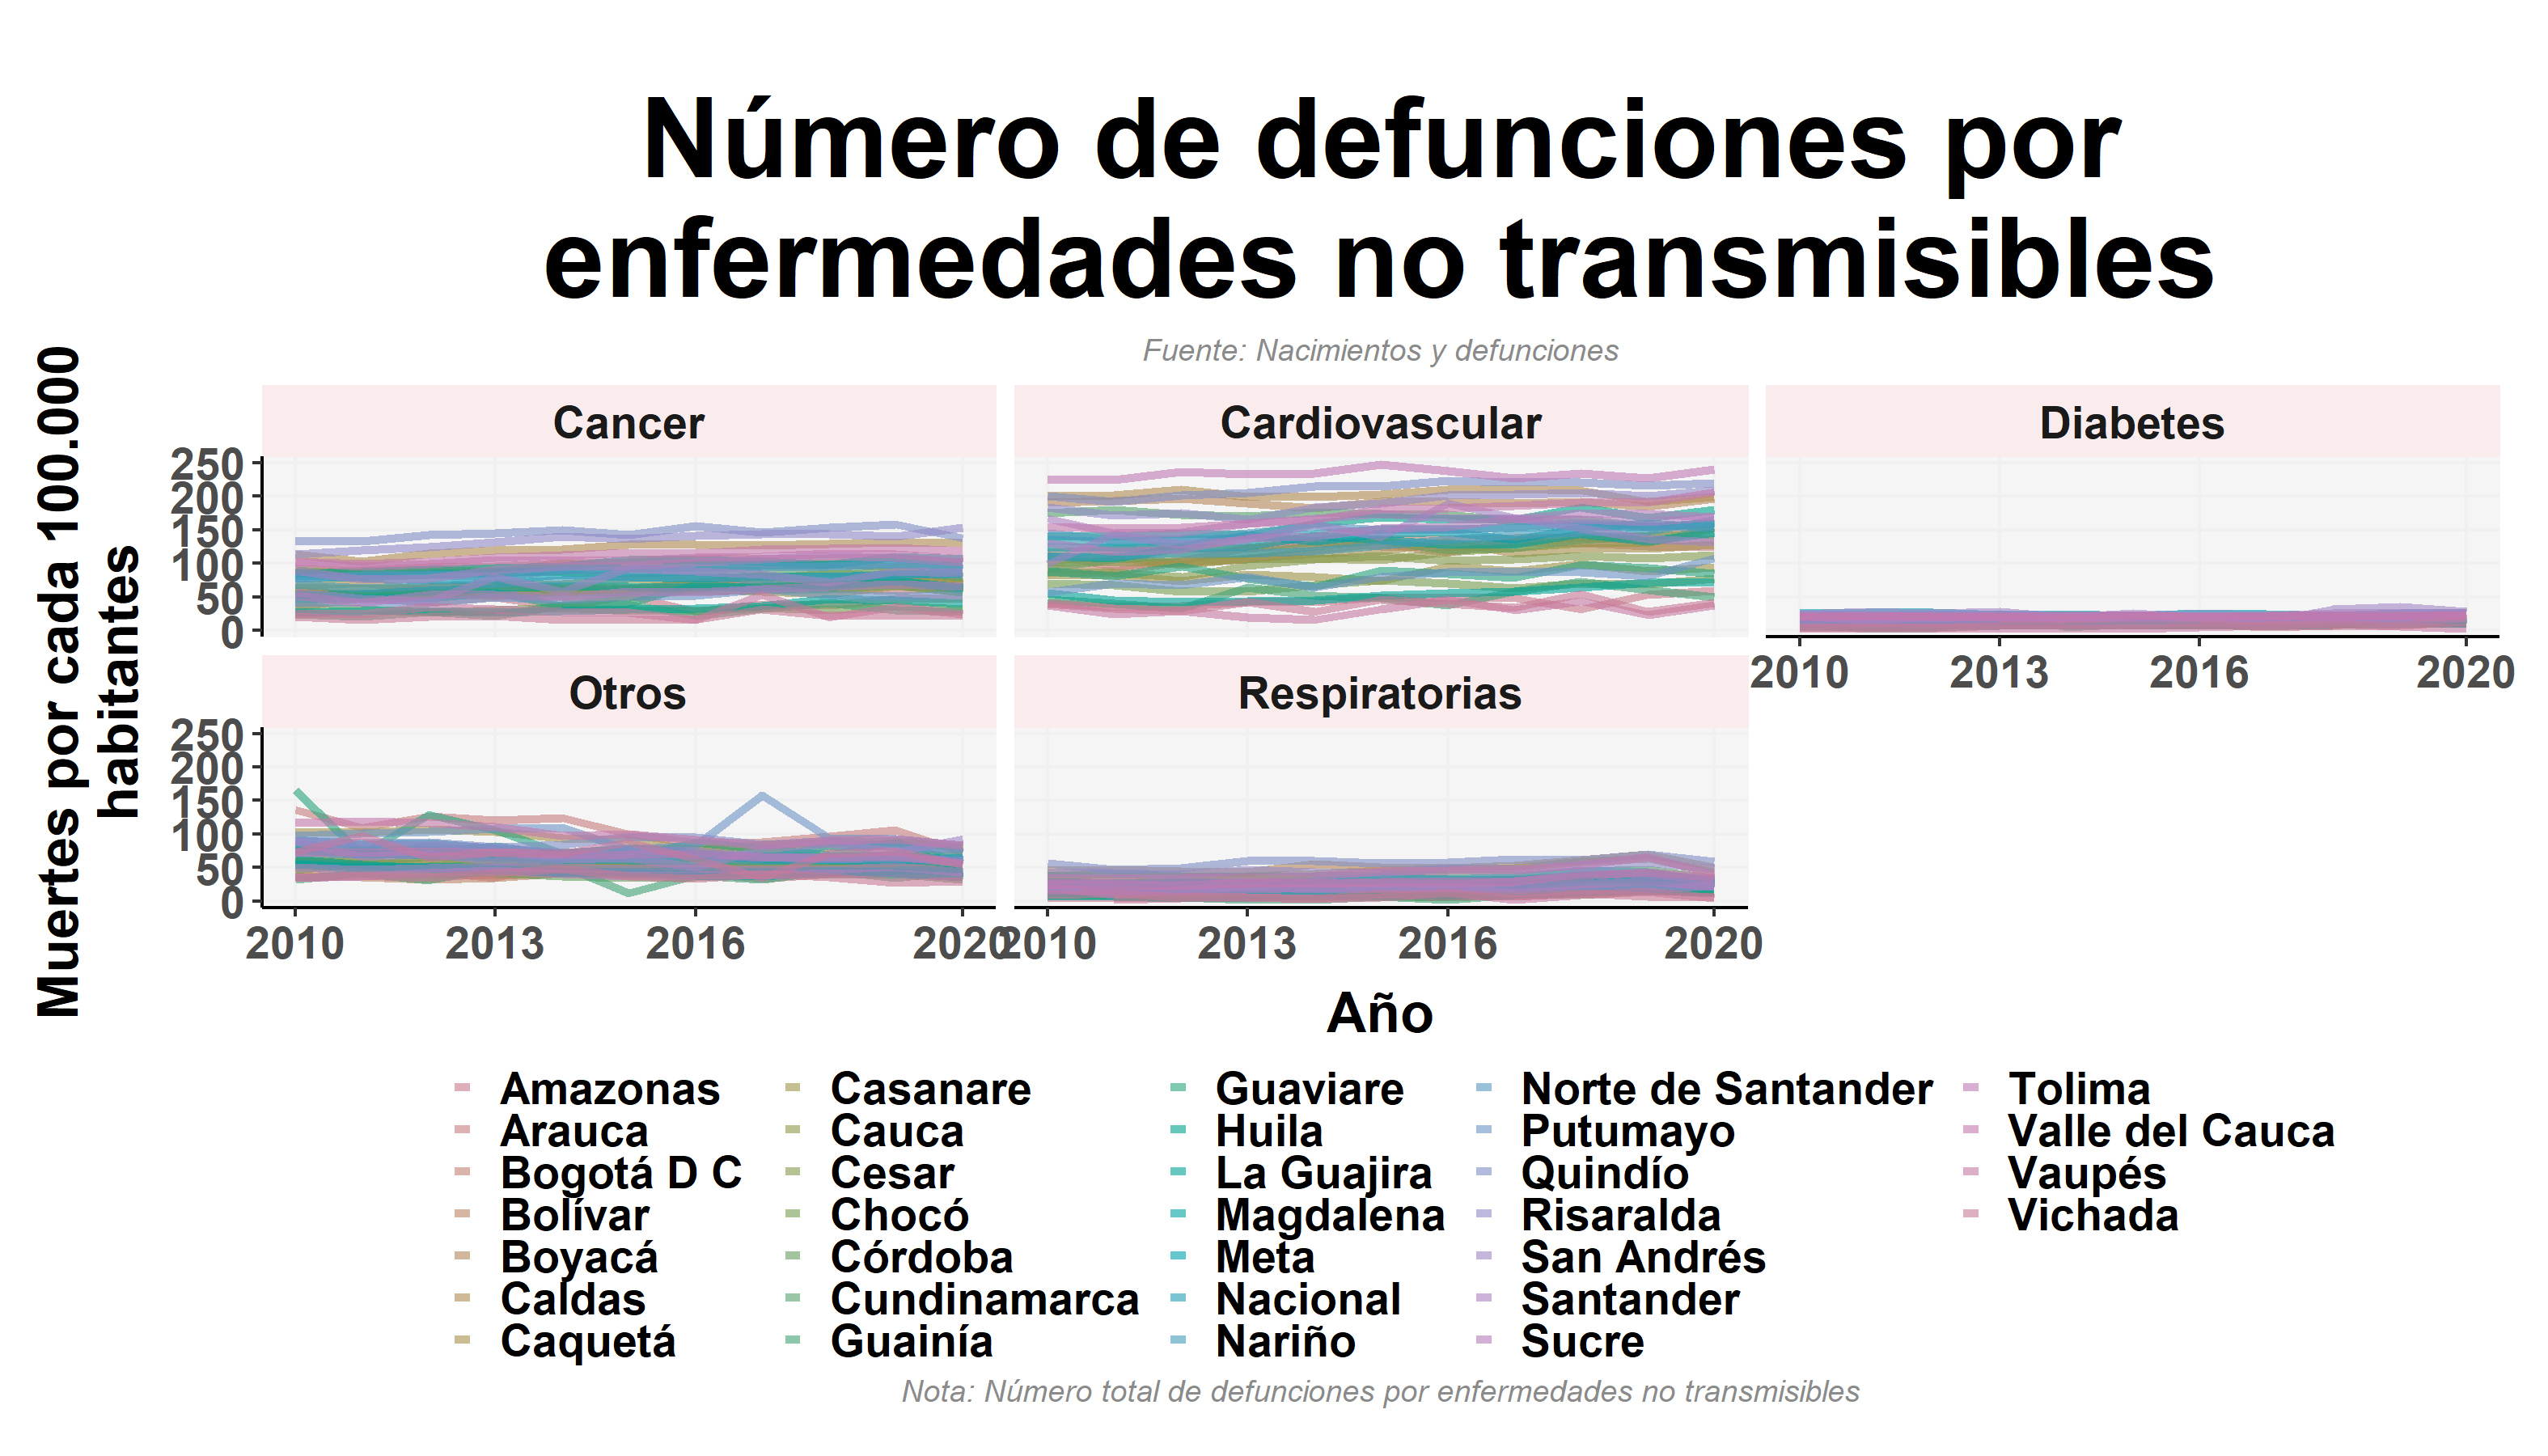 Número de defunciones por
enfermedades no transmisibles
Fuente: Nacimientos y defunciones
Muertes por cada 100.000
habitantes
Cancer
Cardiovascular
Diabetes
250
200
150
100
50
0
2010
2013
2016
2020
Otros
Respiratorias
250
200
150
100
50
0
2010
2013
2016
2020
2010
2013
2016
2020
Año
Amazonas
Arauca
Bogotá D C
Bolívar
Boyacá
Caldas
Caquetá
Casanare
Cauca
Cesar
Chocó
Córdoba
Cundinamarca
Guainía
Guaviare
Huila
La Guajira
Magdalena
Meta
Nacional
Nariño
Norte de Santander
Putumayo
Quindío
Risaralda
San Andrés
Santander
Sucre
Tolima
Valle del Cauca
Vaupés
Vichada
Nota: Número total de defunciones por enfermedades no transmisibles